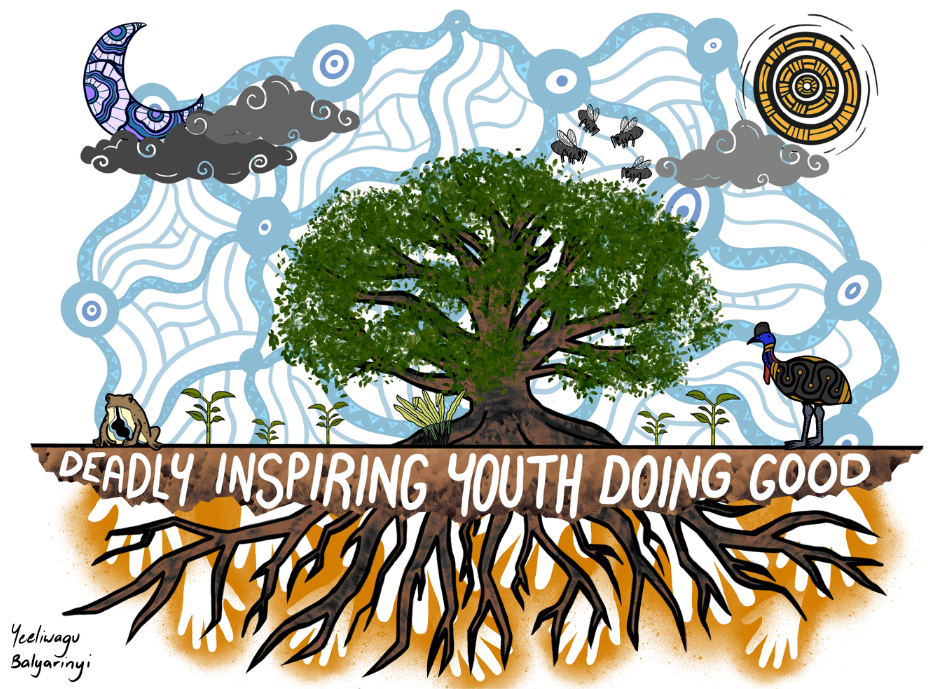 DEADLY INSPIRING YOUTH DOING GOOD
Yeeliwagu
Balyarinyi